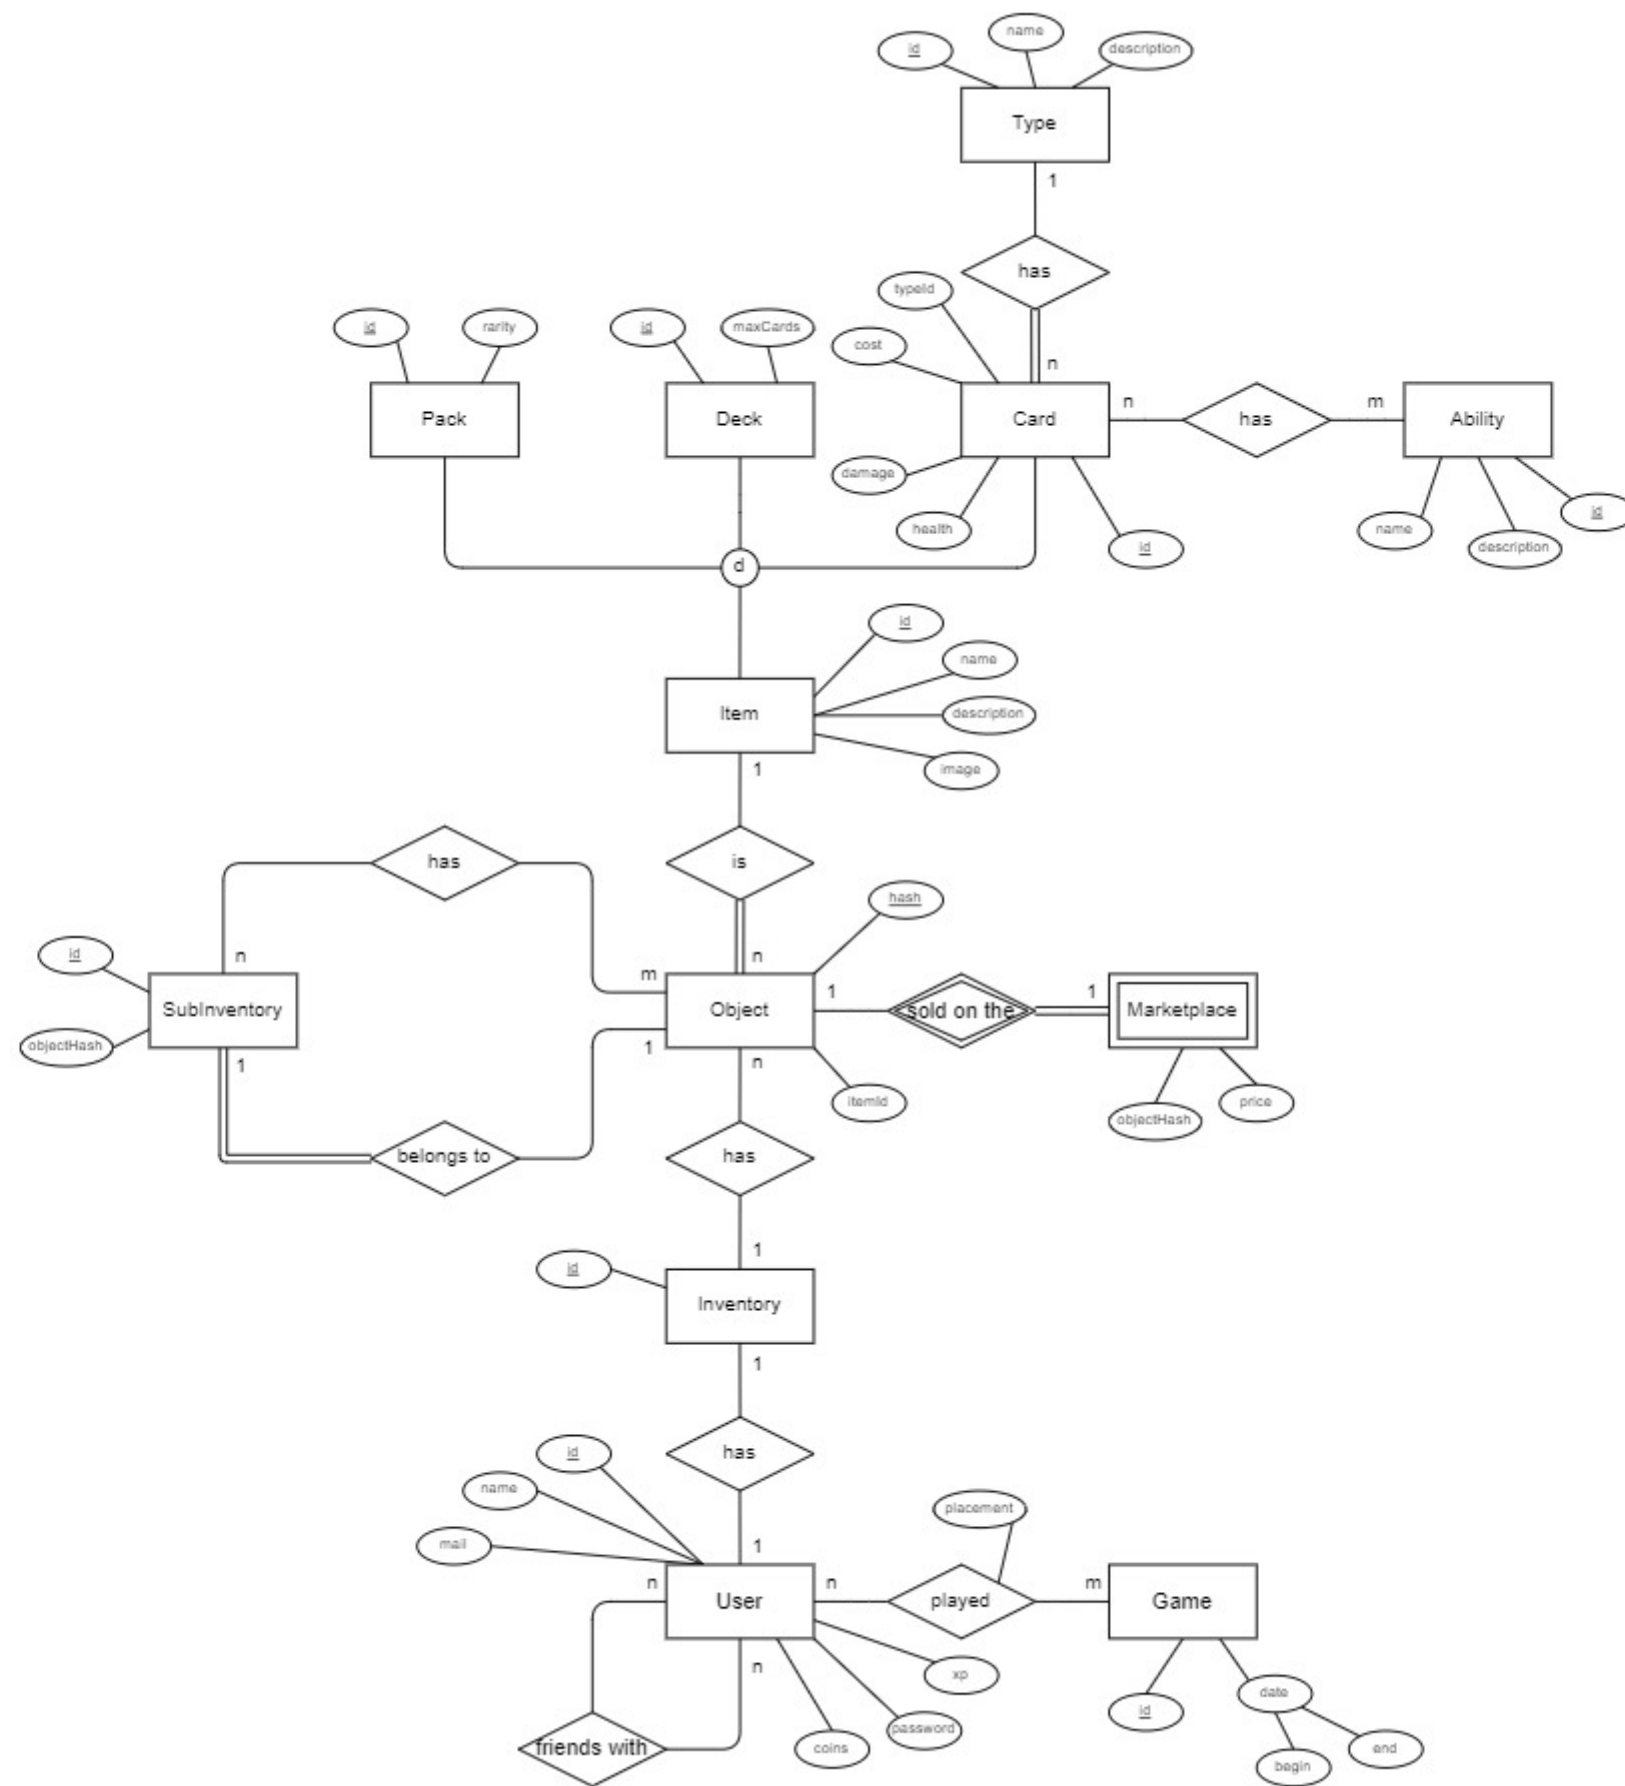 name
id
description
Type
1
has
typeId
id
rarity
id
maxCards
cost
n
Pack
Deck
Card
n
has
m
Ability
damage
health
id
name
description
id
d
id
name
description
image
Item
1
has
is
hash
n
n
id
m
1
1
SubInventory
Object
sold on the
Marketplace
objectHash
1
1
n
itemId
objectHash
price
belongs to
has
1
id
Inventory
1
id
has
name
placement
mail
1
n
n
m
User
played
Game
n
xp
id
date
friends with
password
coins
end
begin